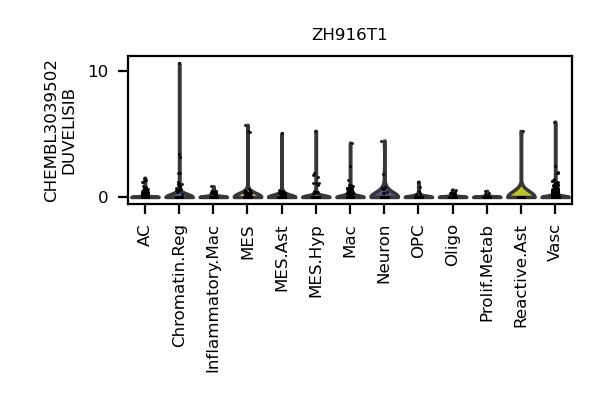 ZH916T1
CHEMBL3039502
DUVELISIB
10
0
AC
Chromatin.Reg
Inflammatory.Mac
MES
MES.Ast
MES.Hyp
Mac
Neuron
OPC
Oligo
Prolif.Metab
Reactive.Ast
Vasc